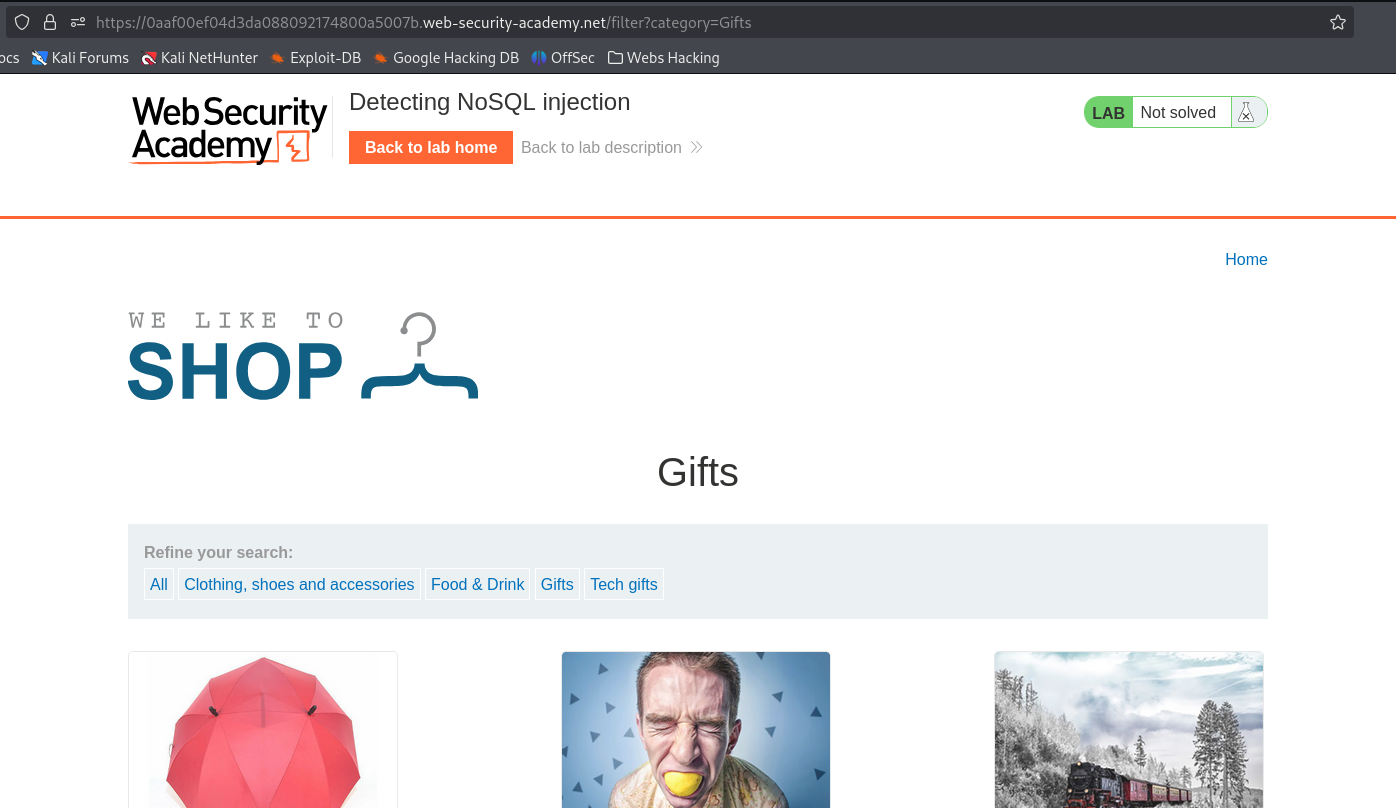 https://0aaf00ef04d3da088092174800a5007b.web-security-academy.net/filter?category=Gifts
ocs Kali Forums Kali NetHunter Exploit-DB Google Hacking DB OffSec Webs Hacking
Web Security
Academy
Detecting NoSQL injection
Back to lab home Back to lab description
LAB Not solved
Home
WE LIKE TO
SHOP
Gifts
Refine your search:
All Clothing, shoes and accessories Food & Drink Gifts Tech gifts